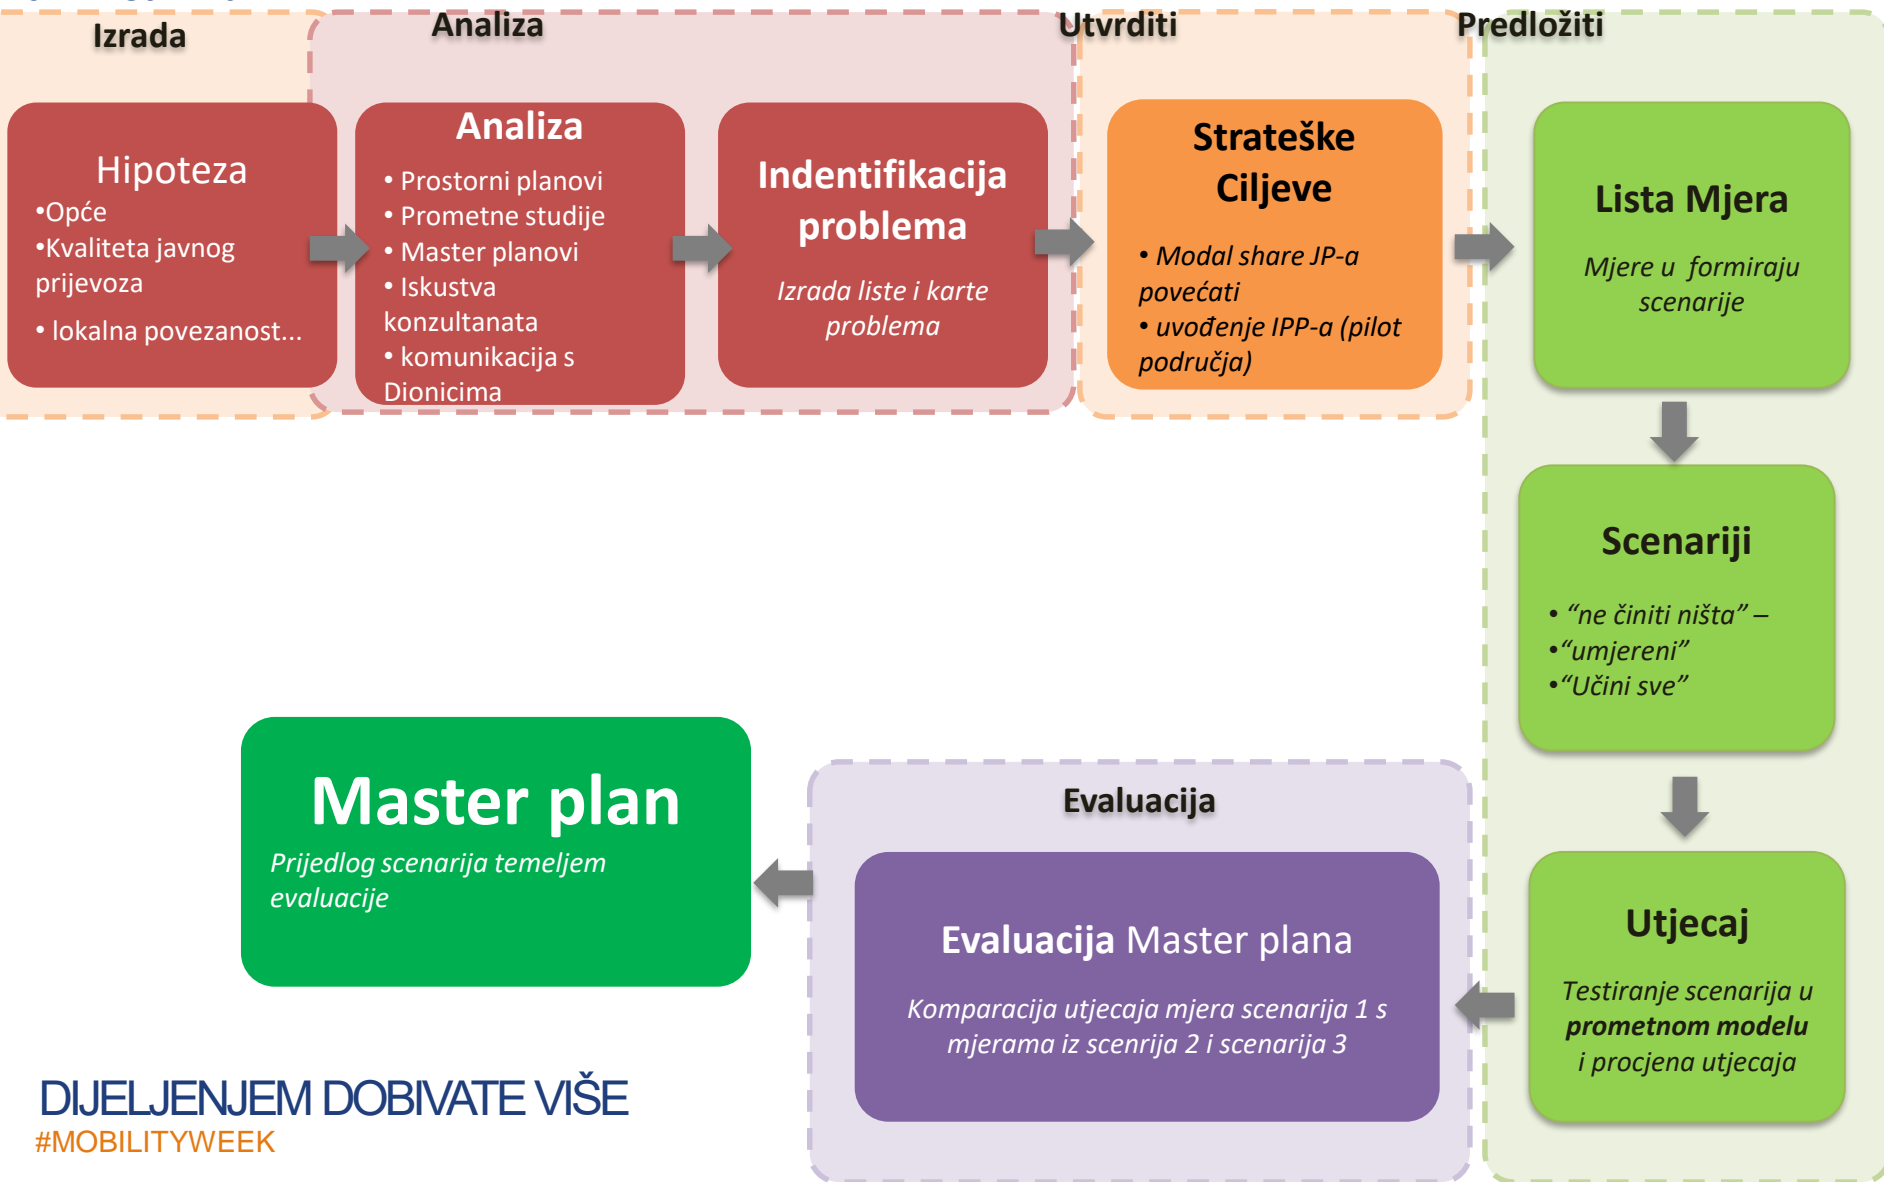 Izrada
Analiza
Utvrditi
Predložiti
Hipoteza
•Opće
•Kvaliteta javnog
prijevoza
• lokalna povezanost...
Analiza
• Prostorni planovi
• Prometne studije
• Master planovi
• Iskustva
konzultanata
• komunikacija s
Dionicima
Indentifikacija
problema
Izrada liste i karte
problema
Strateške
Ciljeve
• Modal share JP-a
povećati
• uvođenje IPP-a (pilot
područja)
Lista Mjera
Mjere u formiraju
scenarije
Scenariji
• “ne činiti ništa” –
•“umjereni”
•“Učini sve”
Utjecaj
Testiranje scenarija u
prometnom modelu
i procjena utjecaja
Evaluacija
Evaluacija Master plana
Komparacija utjecaja mjera scenarija 1 s
mjerama iz scenrija 2 i scenarija 3
Master plan
Prijedlog scenarija temeljem
evaluacije
DIJELJENJEM DOBIVATE VIŠE
#MOBILITYWEEK